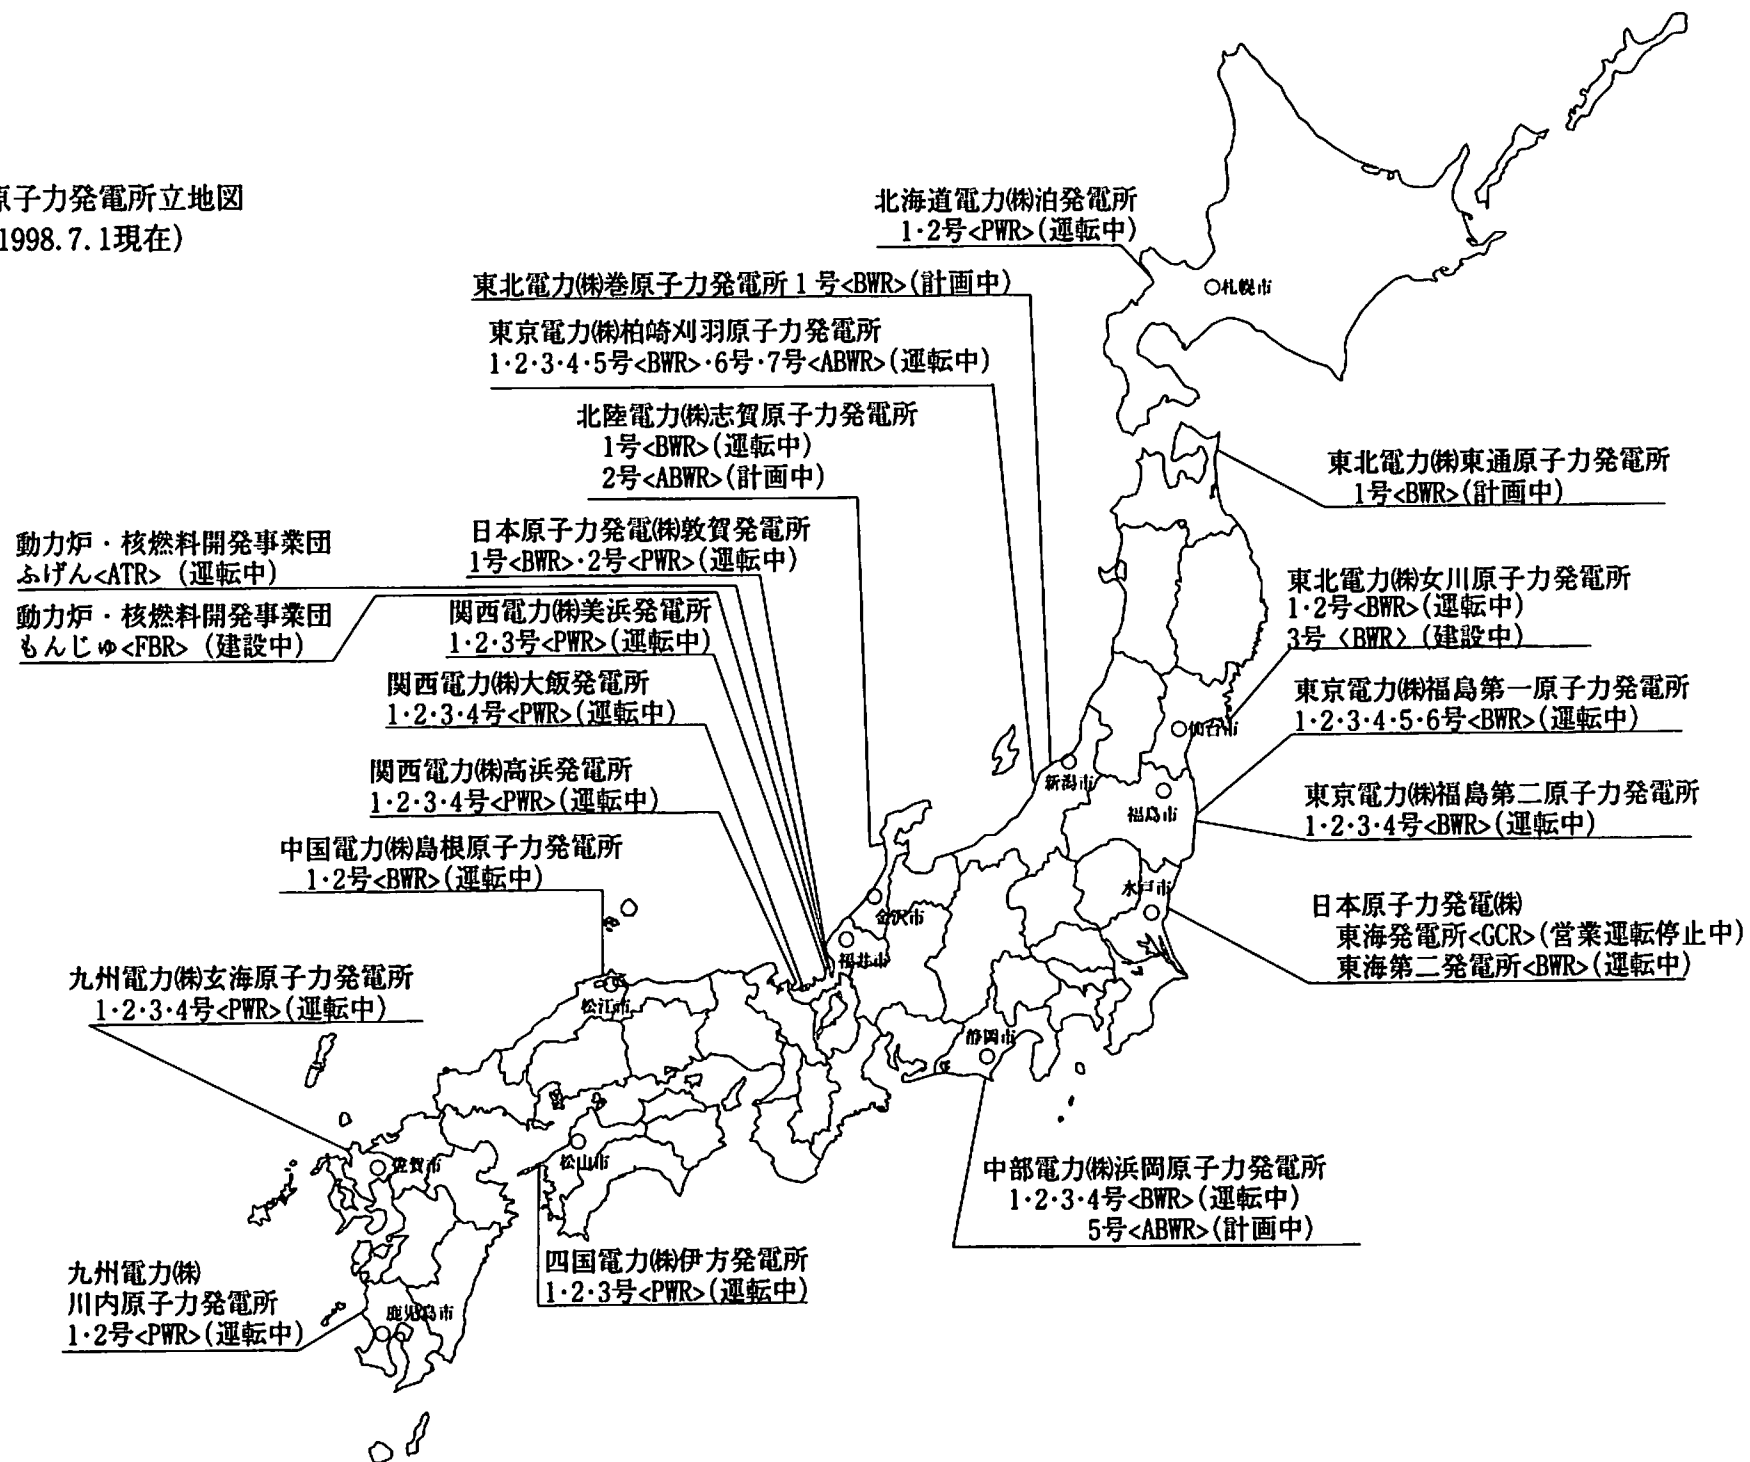 原子力発電所立地図
1998.7.1現在)
北海道電力㈱泊発電所
1·2号<PWR>(運転中)
東北電力㈱巻原子力発電所1号<BWR>(計画中)
東京電力㈱柏崎刈羽原子力発電所
1·2·3·4·5号<BWR>·6号·7号<ABWR>(運転中)
北陸電力㈱志賀原子力発電所
1号<BWR>(運転中)
2号<ABWR>(計画中)
日本原子力発電㈱敦賀発電所
1号<BWR>·2号<PWR>(運転中)
動力炉・核燃料開発事業団
ふげん<ATR>(運転中)
動力炉・核燃料開発事業団
もんじゅ<FBR>(建設中)
関西電力㈱美浜発電所
1·2·3号<PWR>(運転中)
関西電力㈱大飯発電所
1·2·3·4号<PWR>(運転中)
関西電力㈱高浜発電所
1·2·3·4号<PWR>(運転中)
中国電力㈱島根原子力発電所
1·2号<BWR>(運転中)
九州電力㈱玄海原子力発電所
1·2·3·4号<PWR>(運転中)
九州電力㈱
川内原子力発電所
1·2号<PWR>(運転中)
四国電力㈱伊方発電所
1·2·3号<PWR>(運転中)
中部電力㈱浜岡原子力発電所
1·2·3·4号<BWR>(運転中)
5号<ABWR>(計画中)
東北電力㈱東通原子力発電所
1号<BWR>(計画中)
東北電力㈱女川原子力発電所
1·2号<BWR>(運転中)
3号〈BWR〉(建設中)
東京電力㈱福島第一原子力発電所
1·2·3·4·5·6号<BWR>(運転中)
東京電力㈱福島第二原子力発電所
1·2·3·4号<BWR>(運転中)
日本原子力発電㈱
東海発電所<GCR>(営業運転停止中)
東海第二発電所<BWR>(運転中)
札幌市
仙台市
新潟市
福島市
水戸市
金沢市
福井市
静岡市
松江市
松山市
佐賀市
鹿児島市